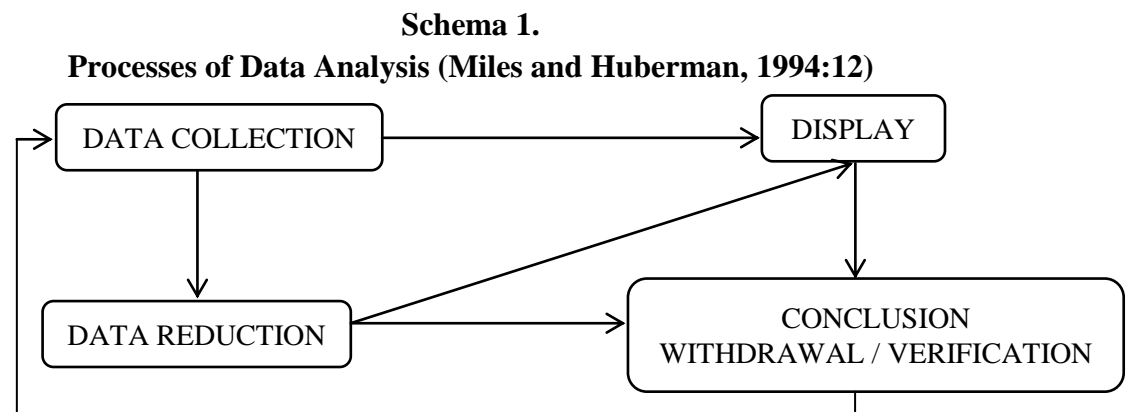 Schema 1.
Processes of Data Analysis (Miles and Huberman, 1994:12)
DATA COLLECTION
DISPLAY
DATA REDUCTION
CONCLUSION
WITHDRAWAL / VERIFICATION